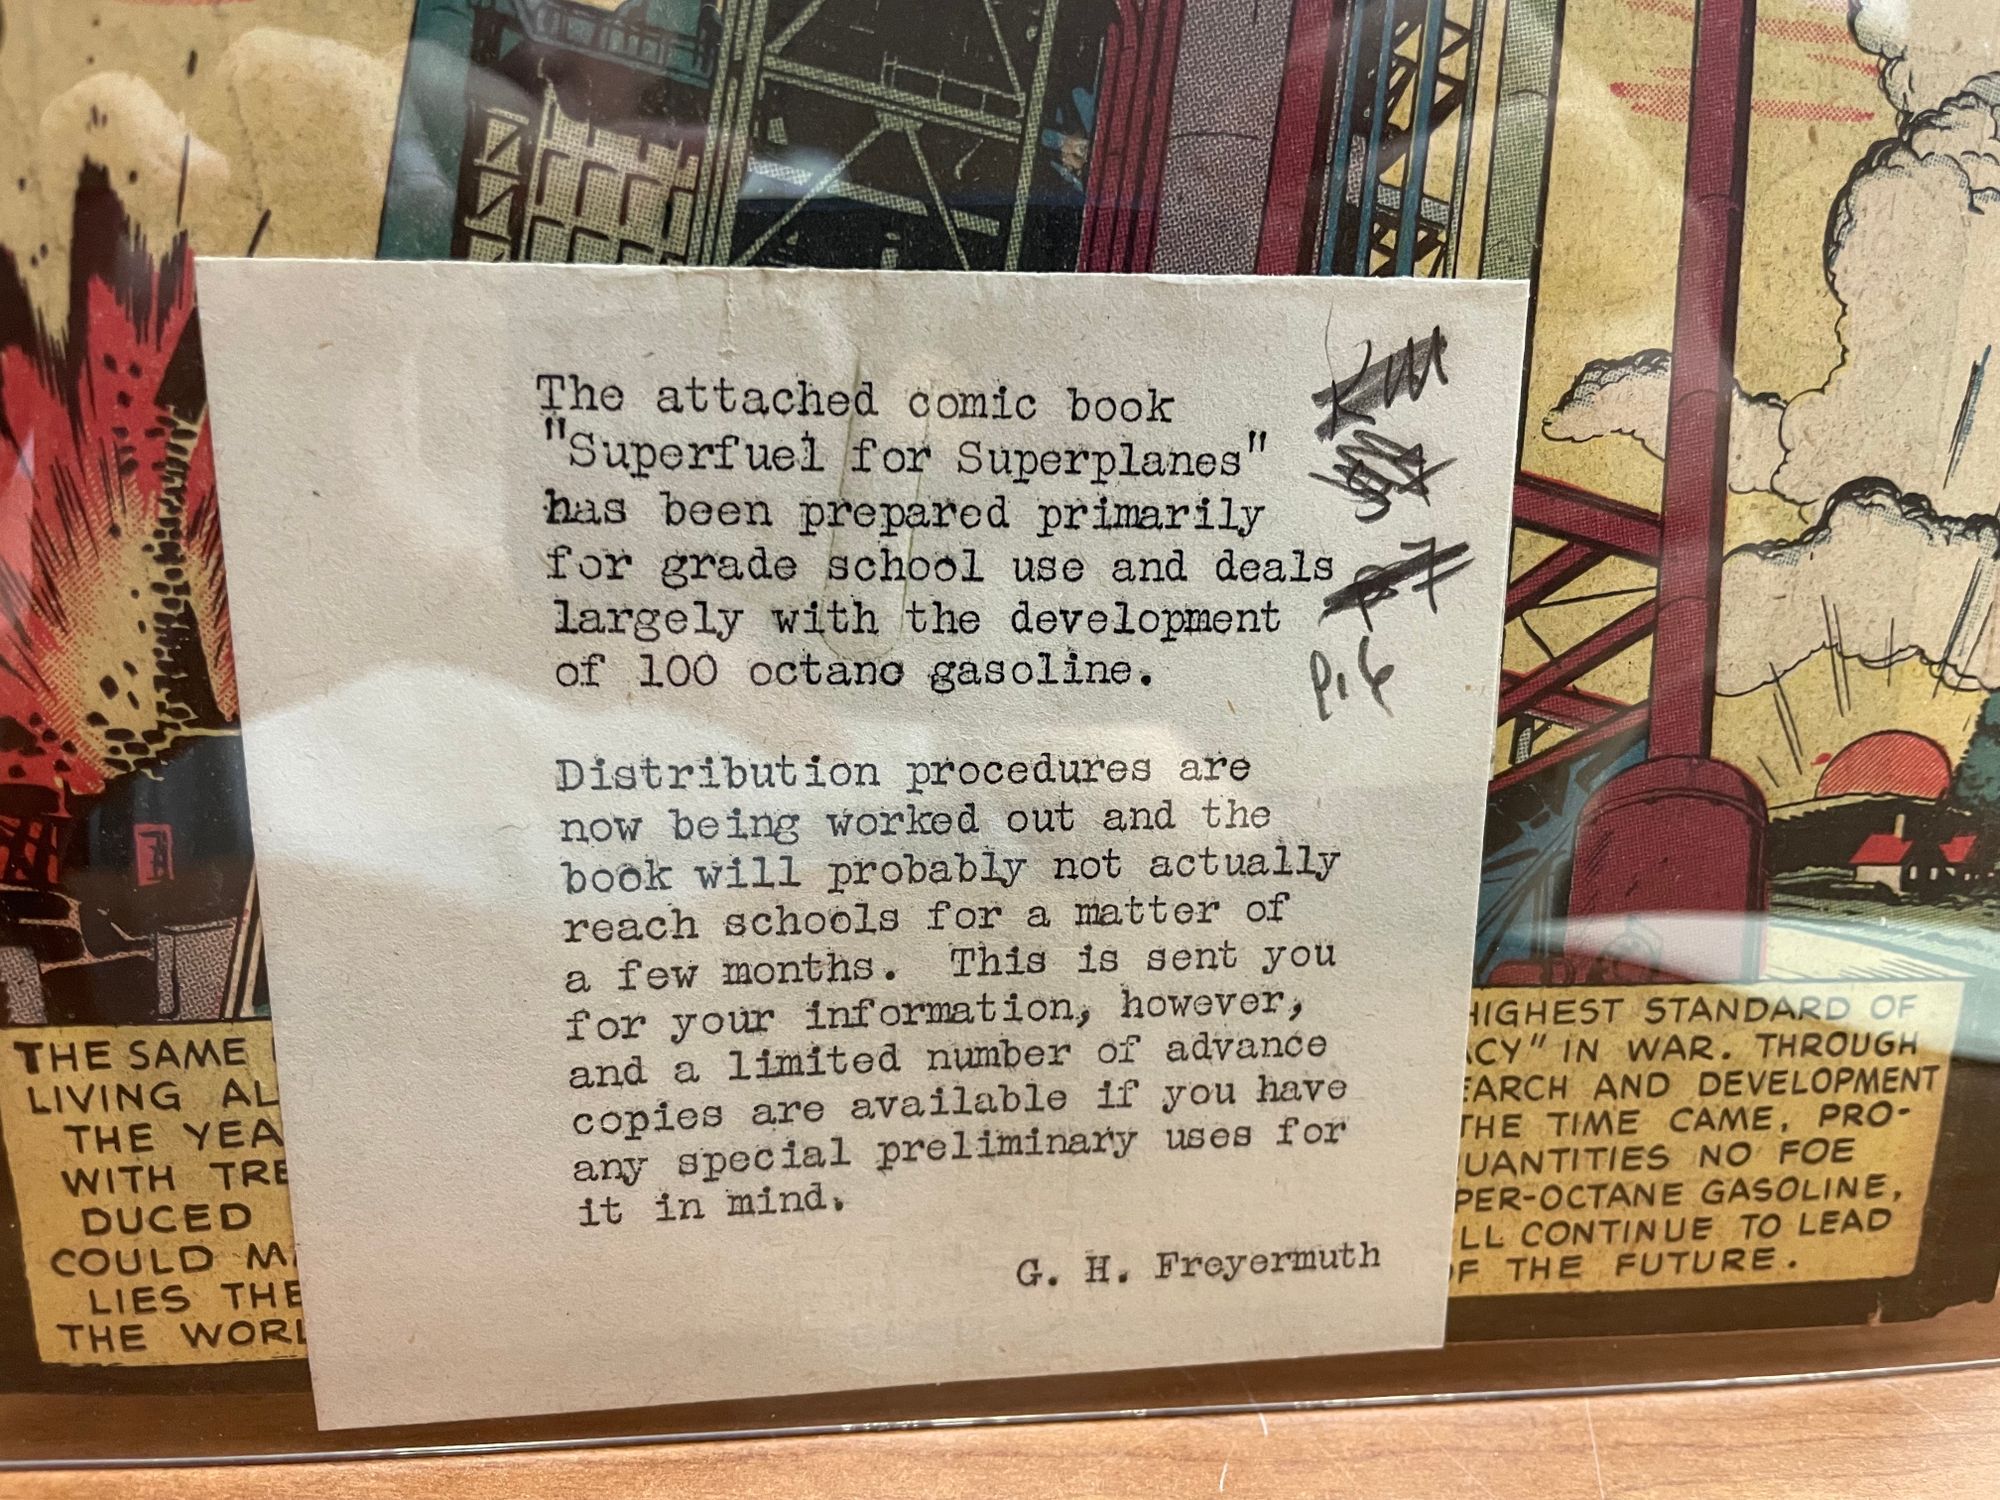 The attached comic book
"Superfuel for Superplanes"
has been prepared primarily
for grade school use and deals
largely with the development
of 100 octane gasoline.
p.6
Distribution procedures are
now being worked out and the
book will probably not actually
reach schools for a matter of
a few months. This is sent you
for your information, however,
and a limited number of advance
copies are available if you have
any special preliminary uses for
it in mind.
G. H. Freyermuth
THE SAME
LIVING AL
THE YEA
WITH TRE
DUCED
COULD MA
LIES THE
THE WORL
HIGHEST STANDARD OF
ACY" IN WAR. THROUGH
EARCH AND DEVELOPMENT
THE TIME CAME, PRO-
UANTITIES NO FOE
PER-OCTANE GASOLINE,
LL CONTINUE TO LEAD
OF THE FUTURE.